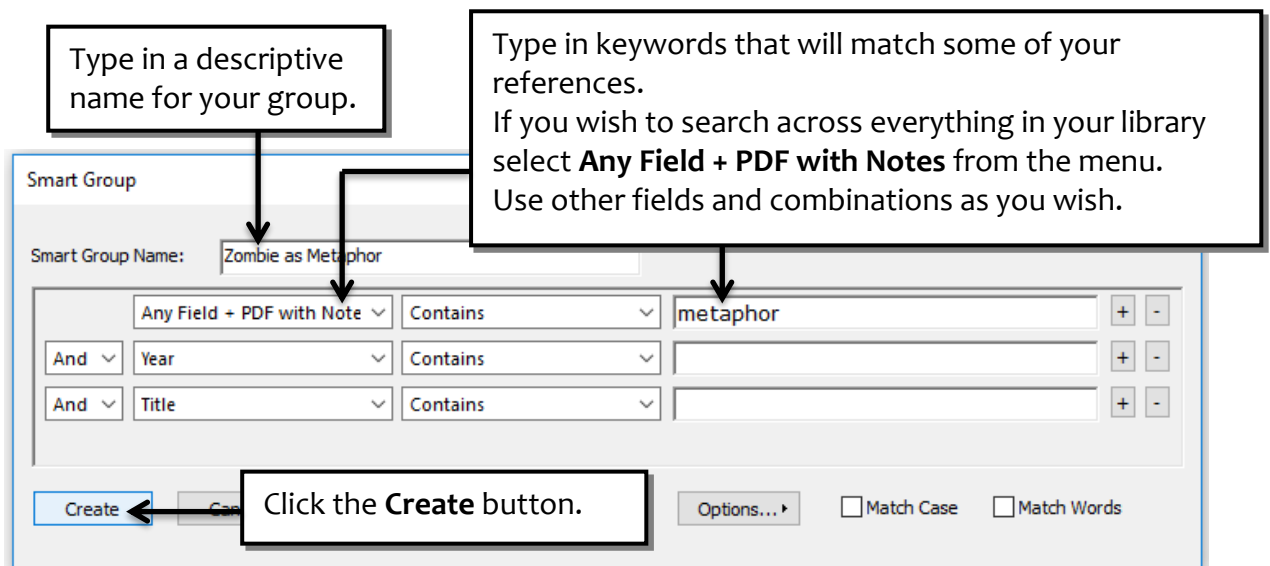 Type in a descriptive
name for your group.
Type in keywords that will match some of your
references.
If you wish to search across everything in your library
select Any Field + PDF with Notes from the menu.
Use other fields and combinations as you wish.
Smart Group
Smart Group Name: Zombie as Metaphor
Any Field + PDF with Note Contains metaphor + -
And Year Contains + -
And Title Contains + -
Create Click the Create button. Options... Match Case Match Words